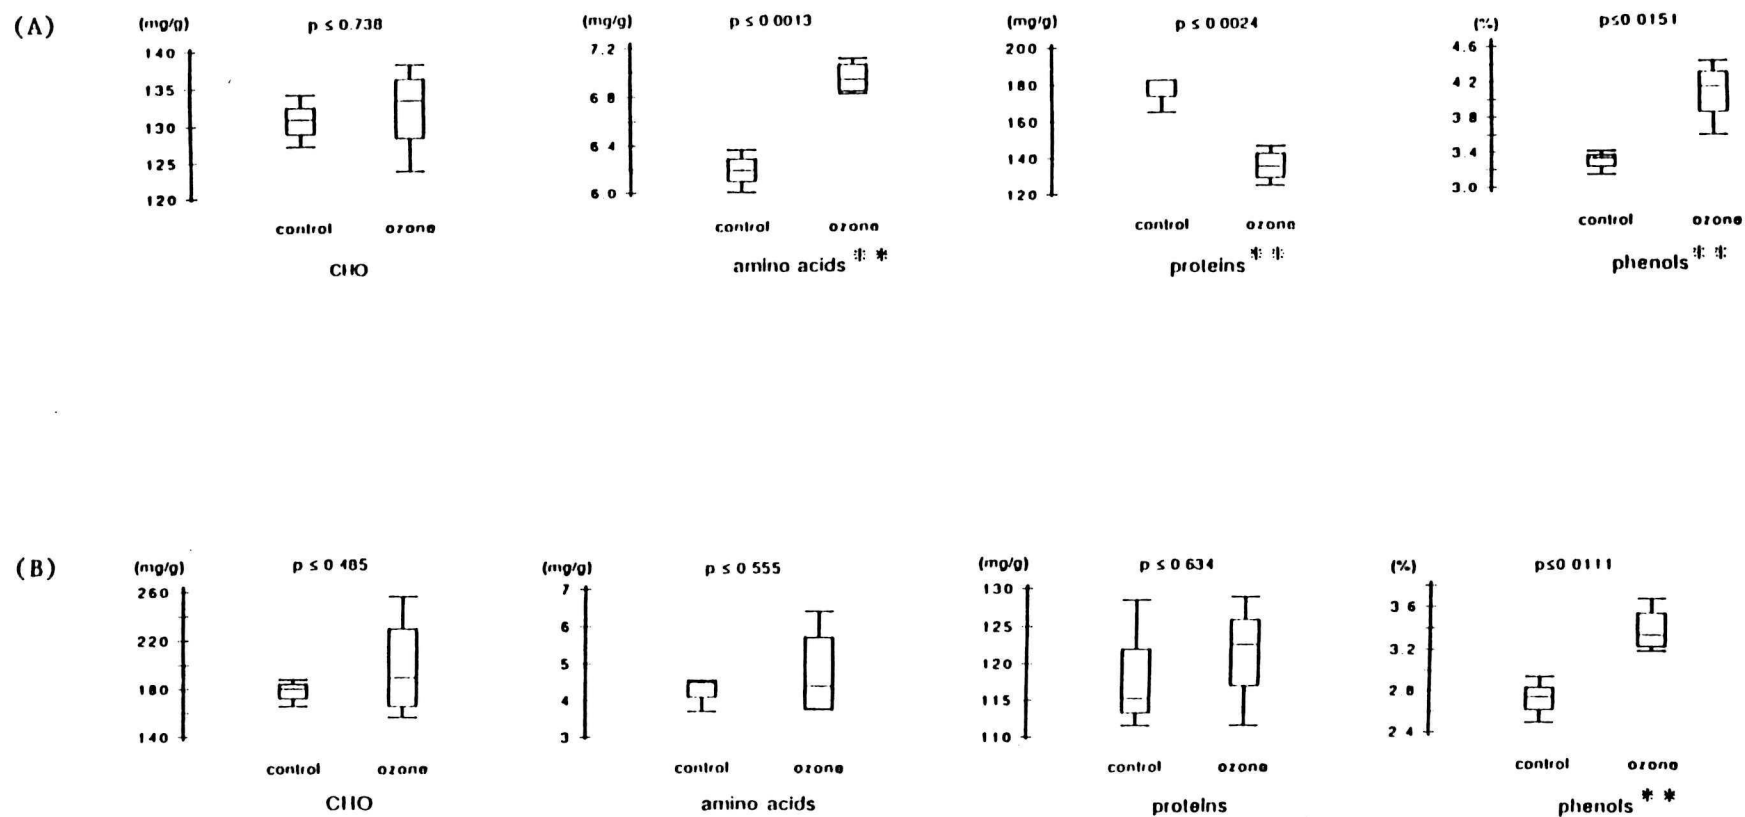 (A)
(mg/g) p ≤ 0.738
140
135
130
125
120
control ozone
CHO
(mg/g) p ≤ 0 0013
7.2
6 8
6 4
6 0
control ozone
amino acids * *
(mg/g) p ≤ 0.0024
200
180
160
140
120
control ozone
proteins * *
(%) p≤0 0151
4.6
4.2
3.8
3.4
3.0
control ozone
phenols * *
(B)
(mg/g) p ≤ 0 485
260
220
180
140
control ozone
CHO
(mg/g) p ≤ 0 555
7
6
5
4
3
control ozone
amino acids
(mg/g) p ≤ 0 634
130
125
120
115
110
control ozone
proteins
(%) p≤0 0111
3 6
3.2
2 8
2 4
control ozone
phenols * *